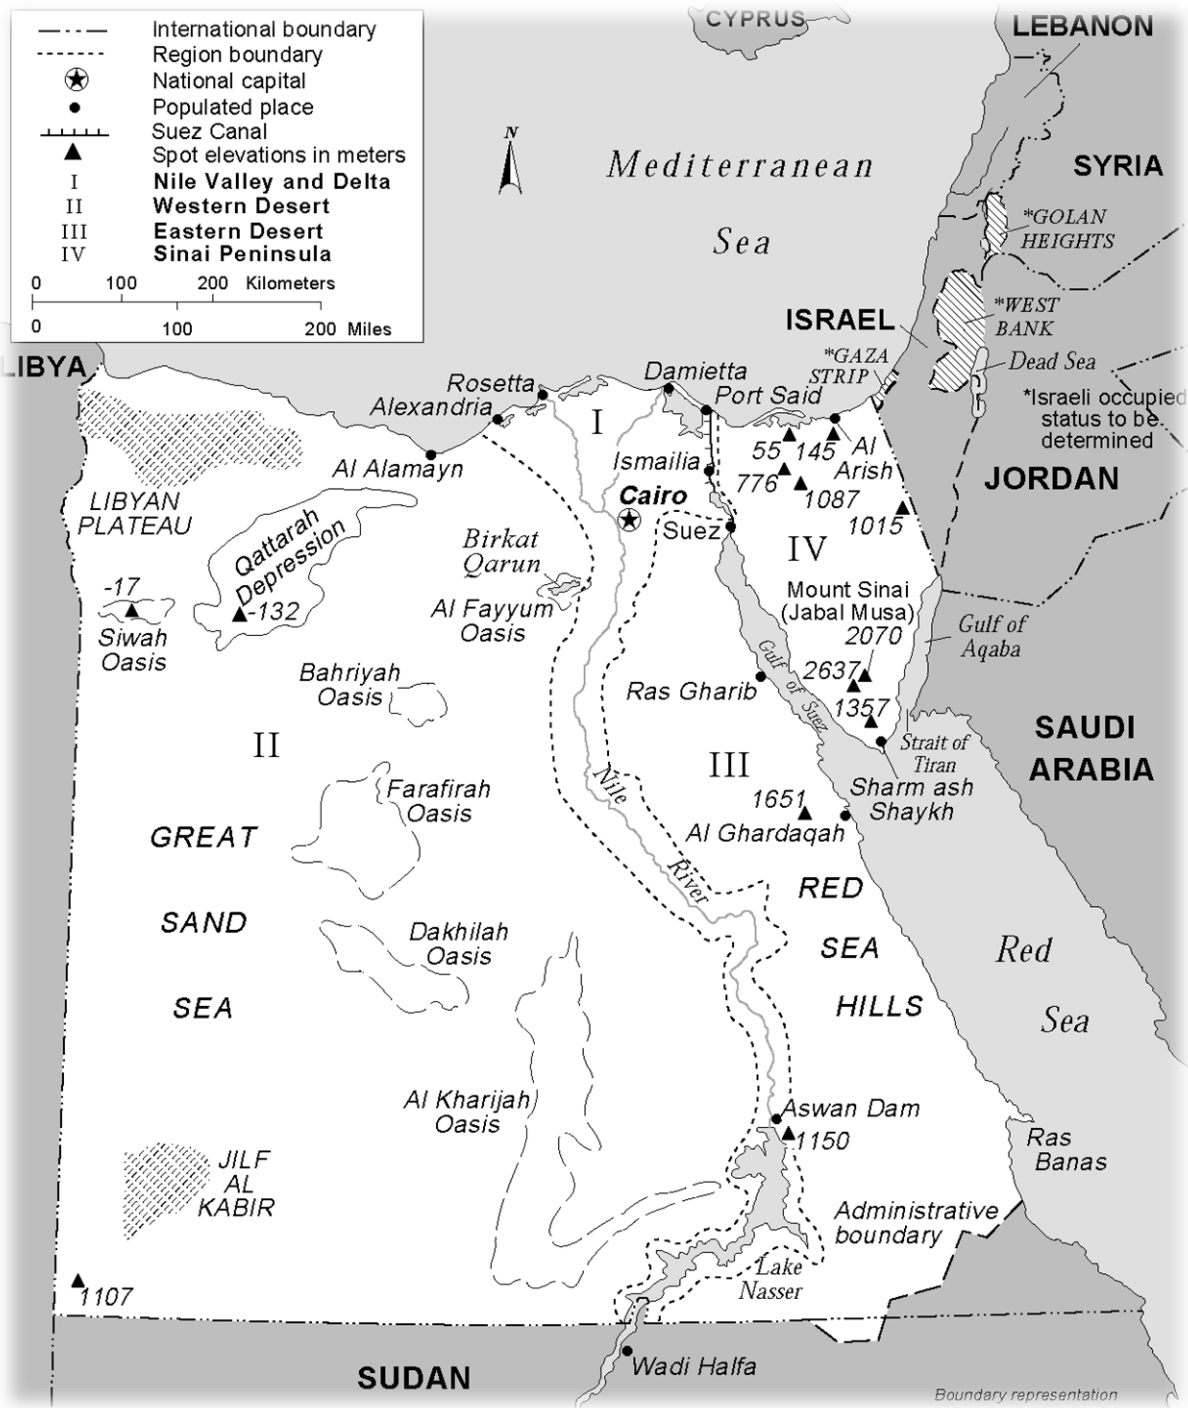 International boundary
Region boundary
National capital
Populated place
Suez Canal
Spot elevations in meters
I Nile Valley and Delta
II Western Desert
III Eastern Desert
IV Sinai Peninsula
0 100 200 Kilometers
0 100 200 Miles
CYPRUS
LEBANON
N
Mediterranean
Sea
SYRIA
*GOLAN
HEIGHTS
ISRAEL
*WEST
BANK
*GAZA
STRIP
Dead Sea
*Israeli occupied
status to be
determined
LIBYA
Rosetta
Damietta
Alexandria
Port Said
I
Al Alamayn
Ismailia
55
145
Al
Arish
776
1087
1015
JORDAN
Cairo
Suez
IV
LIBYAN
PLATEAU
Qattarah
Depression
-132
-17
Siwah
Oasis
Birkat
Qarun
Al Fayyum
Oasis
Mount Sinai
(Jabal Musa)
2070
2637
1357
Gulf of
Aqaba
Bahriyah
Oasis
Ras Gharib
Gulf of Suez
SAUDI
ARABIA
II
III
Strait of
Tiran
Sharm ash
Shaykh
Nile
River
1651
Al Ghardaqah
Farafirah
Oasis
GREAT
SAND
SEA
RED
SEA
HILLS
Dakhilah
Oasis
Red
Sea
Al Kharijah
Oasis
Aswan Dam
1150
Ras
Banas
JILF
AL
KABIR
Administrative
boundary
Lake
Nasser
1107
SUDAN
Wadi Halfa
Boundary representation